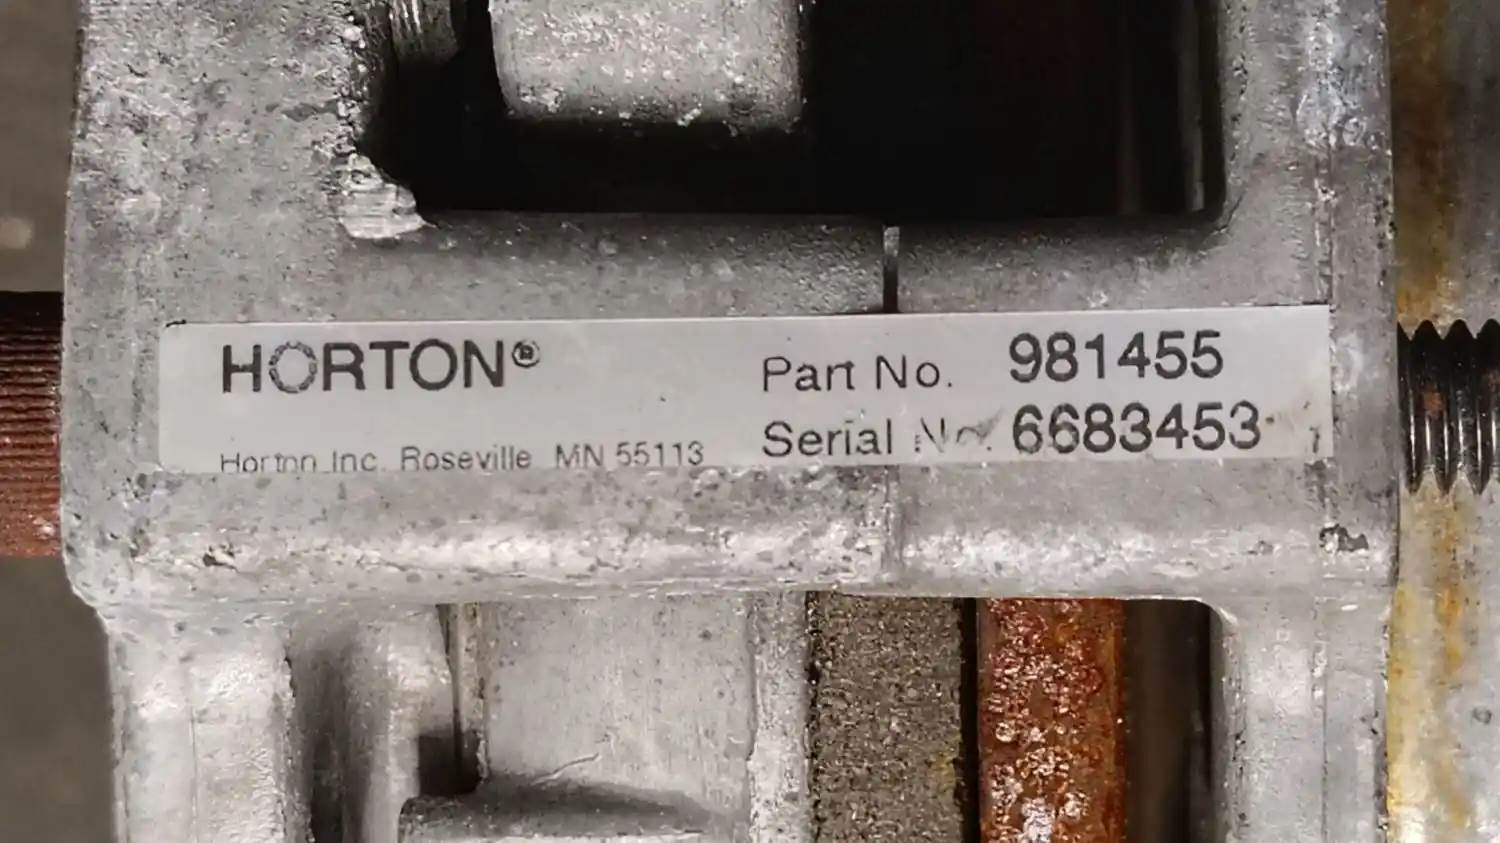 HORTON®
Part No. 981455
Serial No. 6683453
Horton Inc. Roseville MN 55113